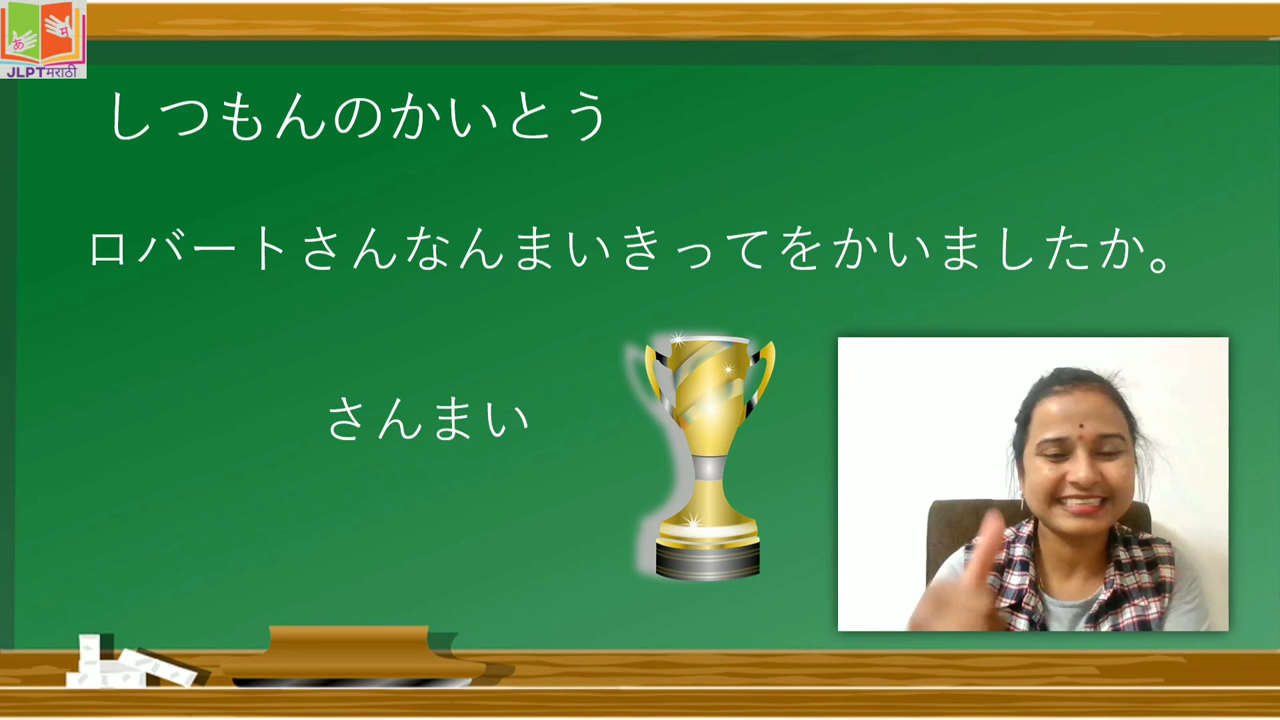 あ म
JLPTमराठी
しつもんのかいとう
ロバートさんなんまいきってをかいましたか。
さんまい